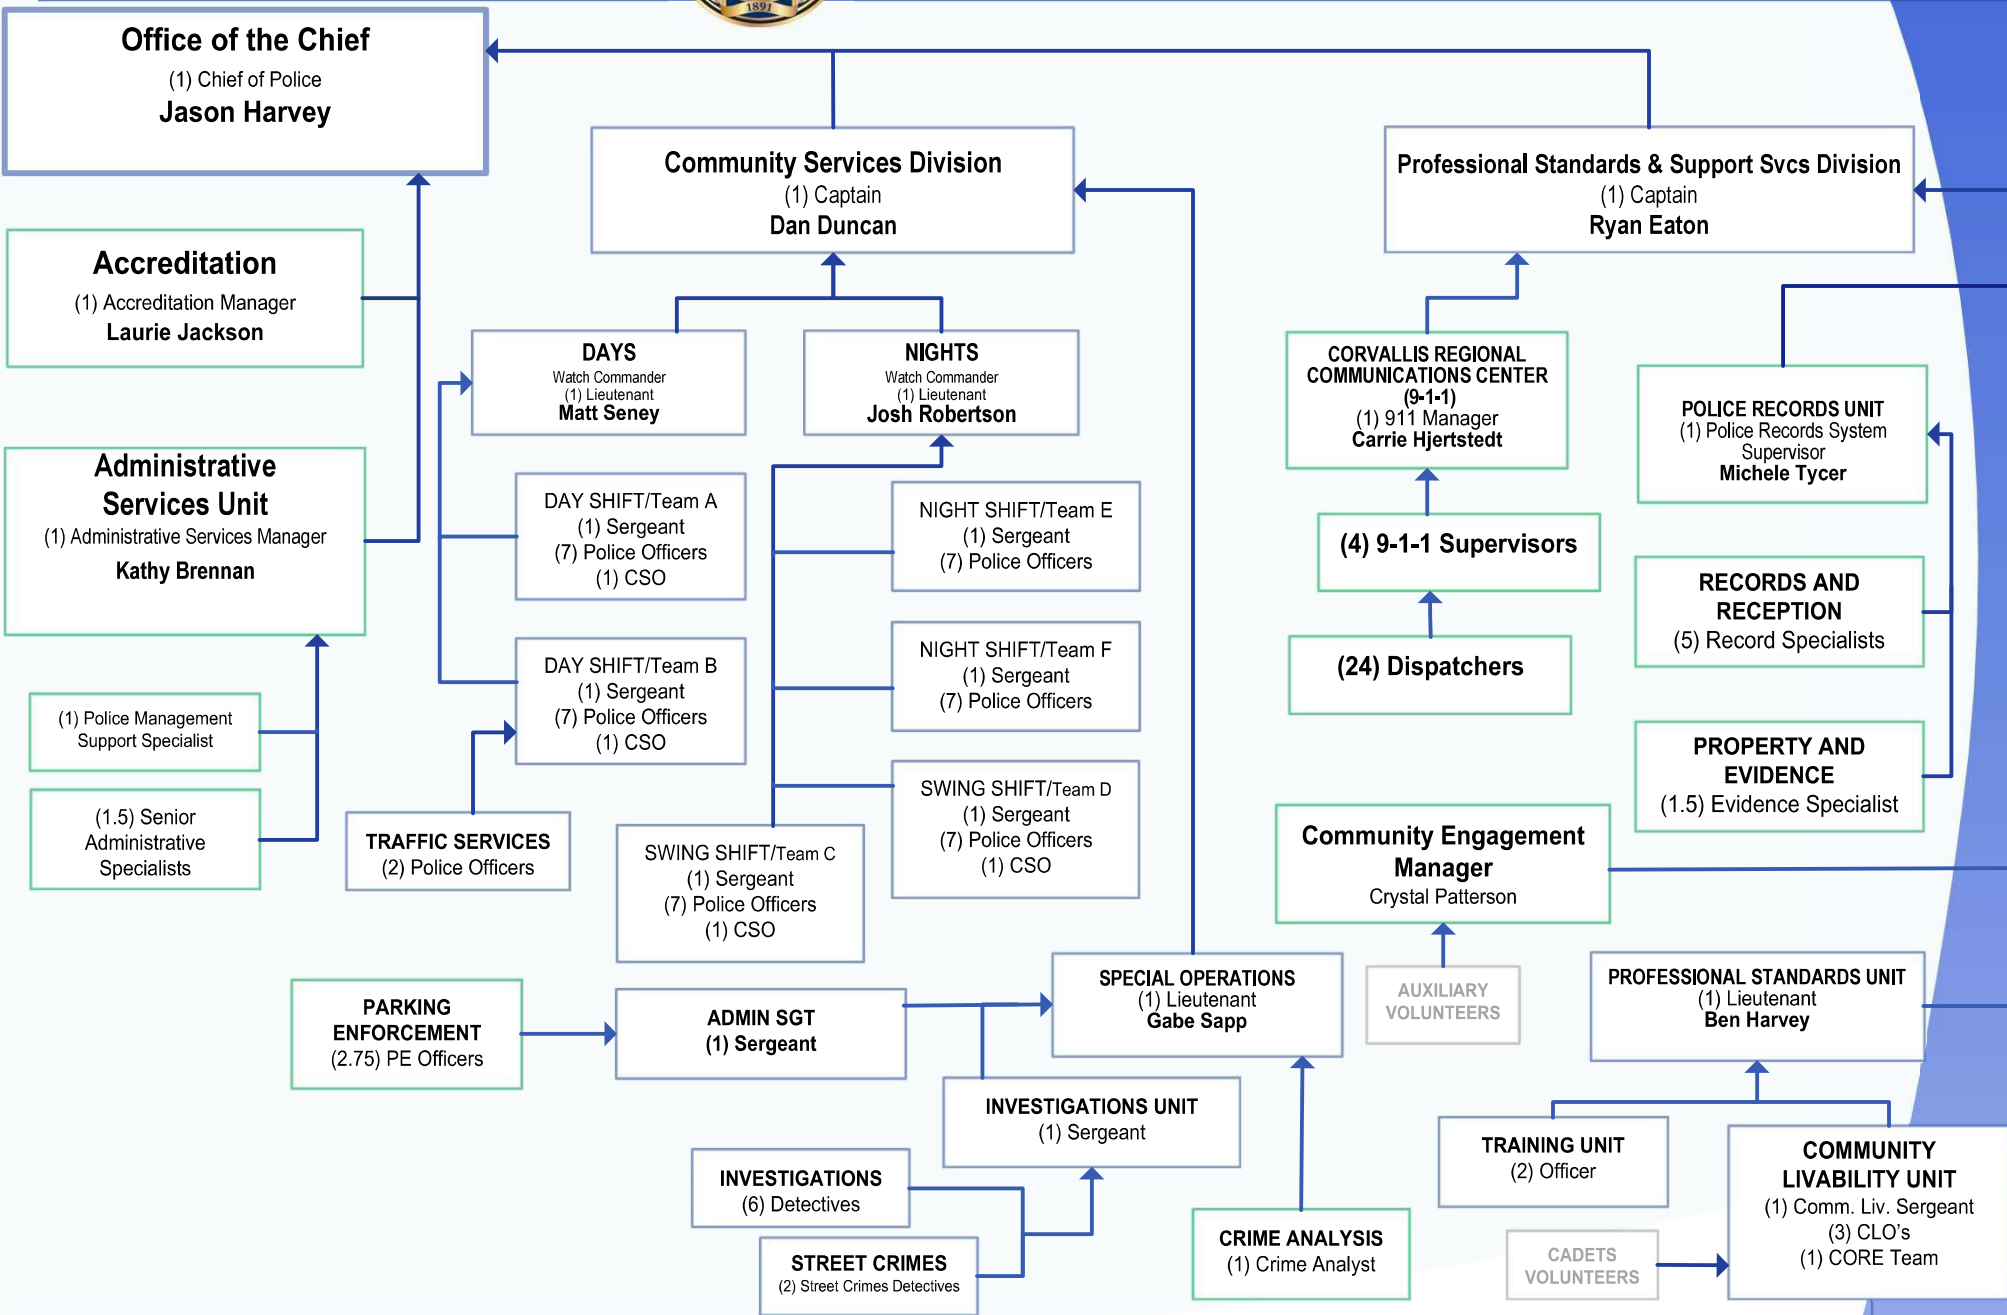 1891
Office of the Chief
(1) Chief of Police
Jason Harvey
Community Services Division
(1) Captain
Dan Duncan
Professional Standards & Support Svcs Division
(1) Captain
Ryan Eaton
Accreditation
(1) Accreditation Manager
Laurie Jackson
Administrative
Services Unit
(1) Administrative Services Manager
Kathy Brennan
(1) Police Management
Support Specialist
(1.5) Senior
Administrative
Specialists
DAYS
Watch Commander
(1) Lieutenant
Matt Seney
NIGHTS
Watch Commander
(1) Lieutenant
Josh Robertson
DAY SHIFT/Team A
(1) Sergeant
(7) Police Officers
(1) CSO
DAY SHIFT/Team B
(1) Sergeant
(7) Police Officers
(1) CSO
TRAFFIC SERVICES
(2) Police Officers
NIGHT SHIFT/Team E
(1) Sergeant
(7) Police Officers
NIGHT SHIFT/Team F
(1) Sergeant
(7) Police Officers
SWING SHIFT/Team D
(1) Sergeant
(7) Police Officers
(1) CSO
SWING SHIFT/Team C
(1) Sergeant
(7) Police Officers
(1) CSO
CORVALLIS REGIONAL
COMMUNICATIONS CENTER
(9-1-1)
(1) 911 Manager
Carrie Hjertstedt
(4) 9-1-1 Supervisors
(24) Dispatchers
POLICE RECORDS UNIT
(1) Police Records System
Supervisor
Michele Tycer
RECORDS AND
RECEPTION
(5) Record Specialists
PROPERTY AND
EVIDENCE
(1.5) Evidence Specialist
Community Engagement
Manager
Crystal Patterson
AUXILIARY
VOLUNTEERS
PARKING
ENFORCEMENT
(2.75) PE Officers
ADMIN SGT
(1) Sergeant
SPECIAL OPERATIONS
(1) Lieutenant
Gabe Sapp
INVESTIGATIONS UNIT
(1) Sergeant
INVESTIGATIONS
(6) Detectives
STREET CRIMES
(2) Street Crimes Detectives
CRIME ANALYSIS
(1) Crime Analyst
PROFESSIONAL STANDARDS UNIT
(1) Lieutenant
Ben Harvey
TRAINING UNIT
(2) Officer
COMMUNITY
LIVABILITY UNIT
(1) Comm. Liv. Sergeant
(3) CLO's
(1) CORE Team
CADETS
VOLUNTEERS